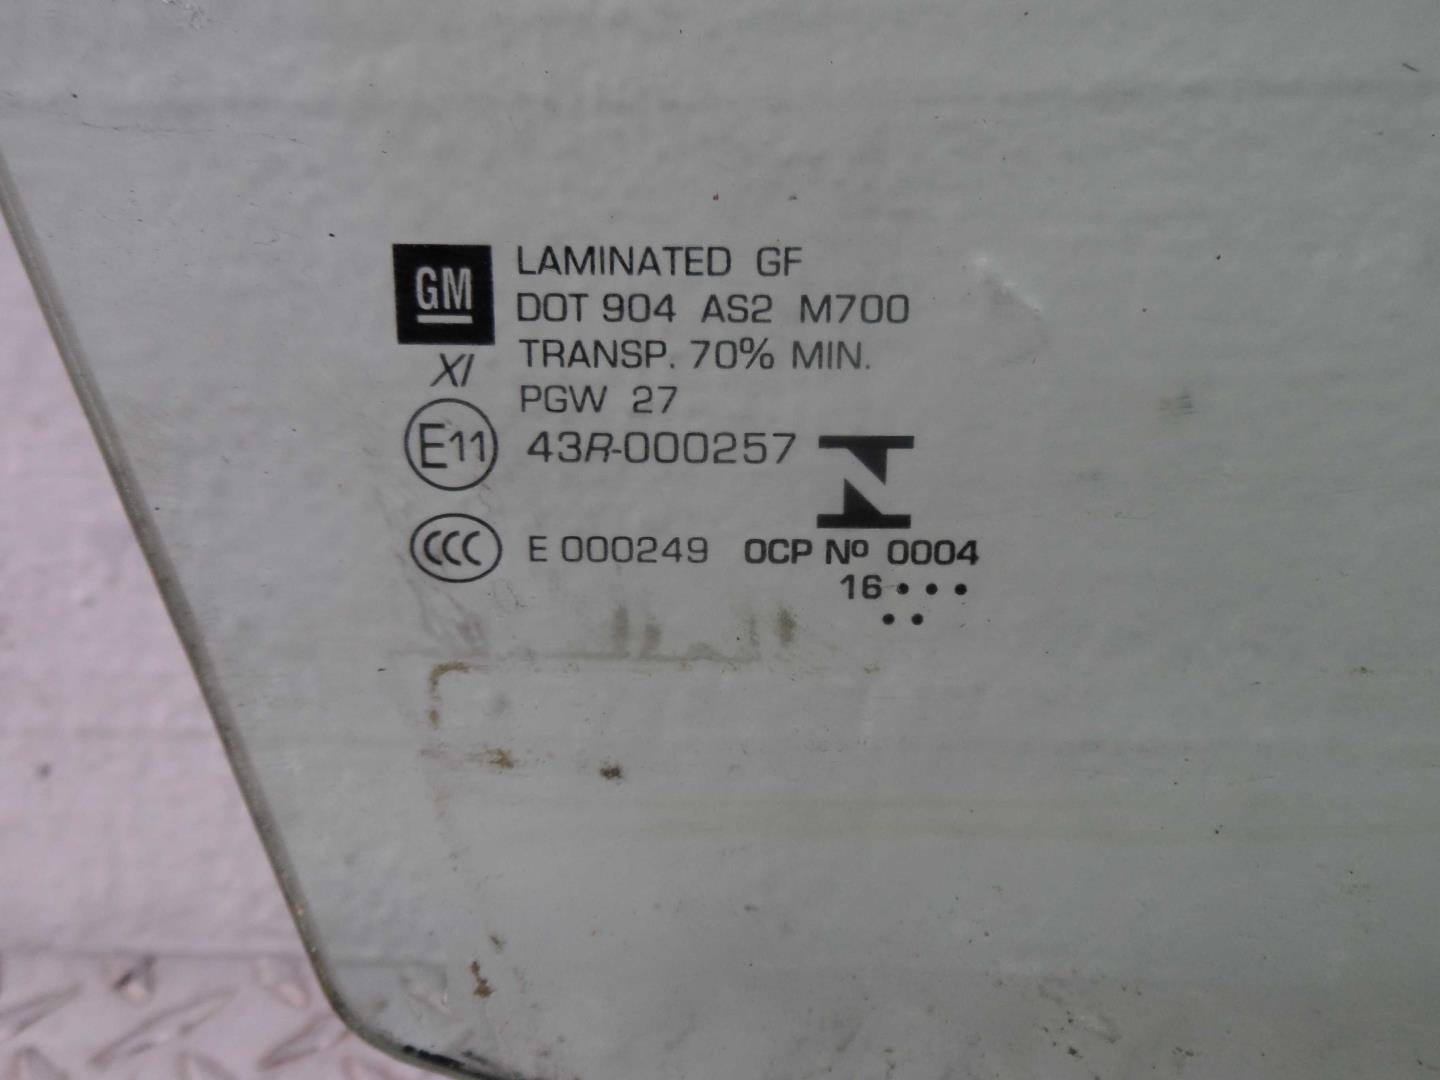 GM LAMINATED GF
DOT 904 AS2 M700
TRANSP. 70% MIN.
XI
PGW 27
E11 43R-000257
CCC E 000249 OCP Nº 0004
16